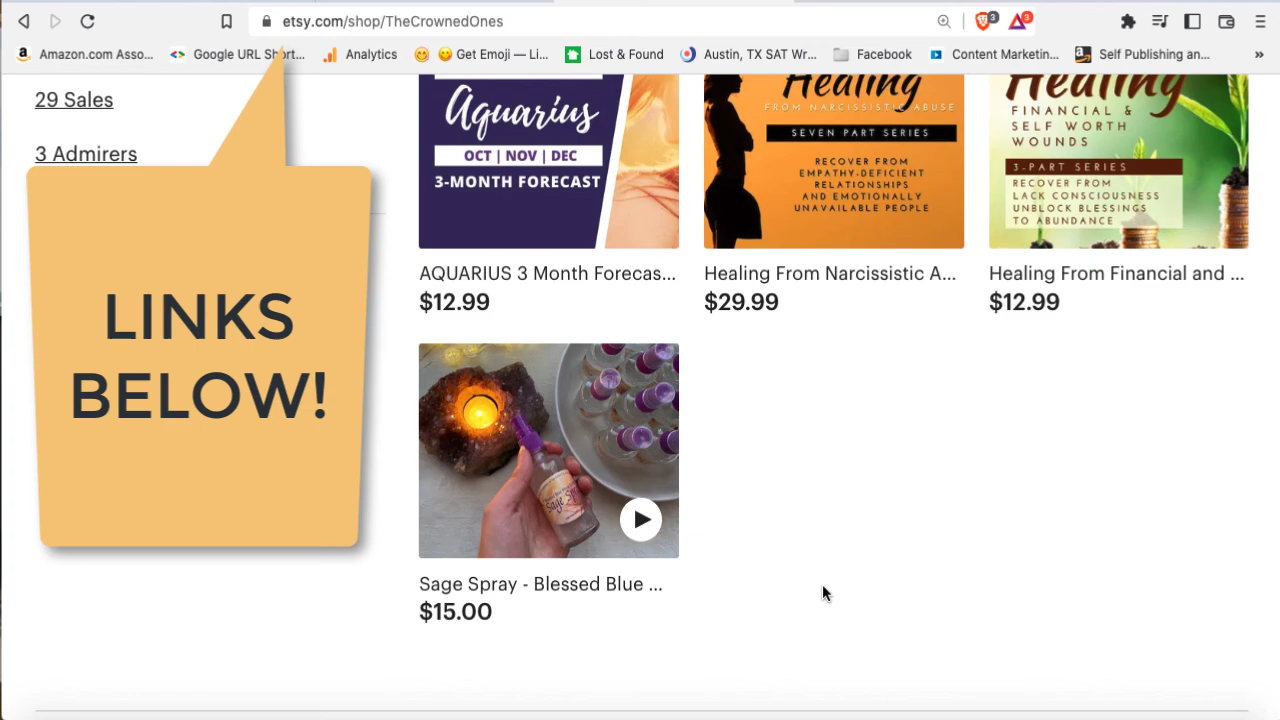 etsy.com/shop/TheCrownedOnes
3
3
Amazon.com Asso...
Google URL Short...
Analytics
Get Emoji — Li...
Lost & Found
Austin, TX SAT Wr...
Facebook
Content Marketin...
Self Publishing an...
»
29 Sales
3 Admirers
LINKS
BELOW!
Aquarius
OCT | NOV | DEC
3-MONTH FORECAST
AQUARIUS 3 Month Forecas...
$12.99
Healing
FROM NARCISSISTIC ABUSE
SEVEN PART SERIES
RECOVER FROM
EMPATHY-DEFICIENT
RELATIONSHIPS
AND EMOTIONALLY
UNAVAILABLE PEOPLE
Healing From Narcissistic A...
$29.99
Healing
FINANCIAL &
SELF WORTH
WOUNDS
3-PART SERIES
RECOVER FROM
LACK CONSCIOUSNESS
UNBLOCK BLESSINGS
TO ABUNDANCE
Healing From Financial and ...
$12.99
Sage Spray
Sage Spray - Blessed Blue ...
$15.00